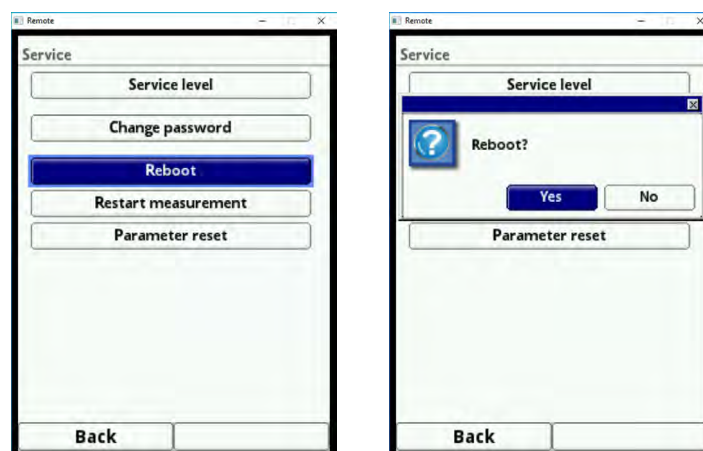 Remote
Service
Service level
Change password
Reboot
Restart measurement
Parameter reset
Back
Remote
Service
Service level
Reboot?
Yes No
Parameter reset
Back